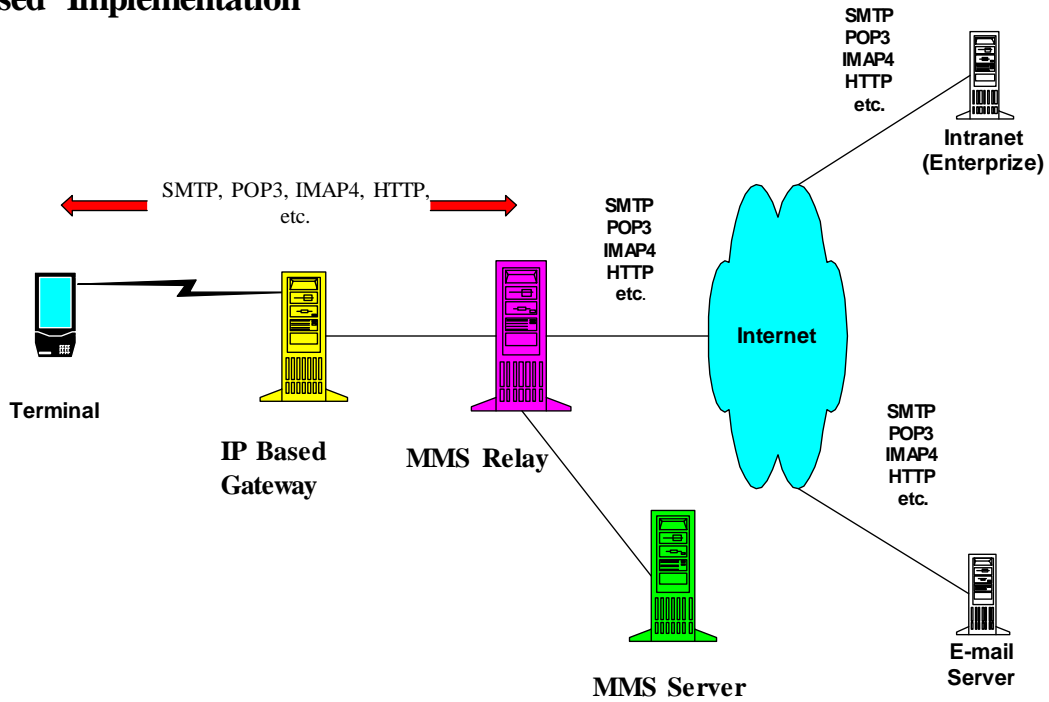 Implementation
SMTP
POP3
IMAP4
HTTP
etc.
Intranet
(Enterprize)
SMTP, POP3, IMAP4, HTTP,
etc.
SMTP
POP3
IMAP4
HTTP
etc.
Internet
Terminal
IP Based
Gateway
MMS Relay
SMTP
POP3
IMAP4
HTTP
etc.
MMS Server
E-mail
Server